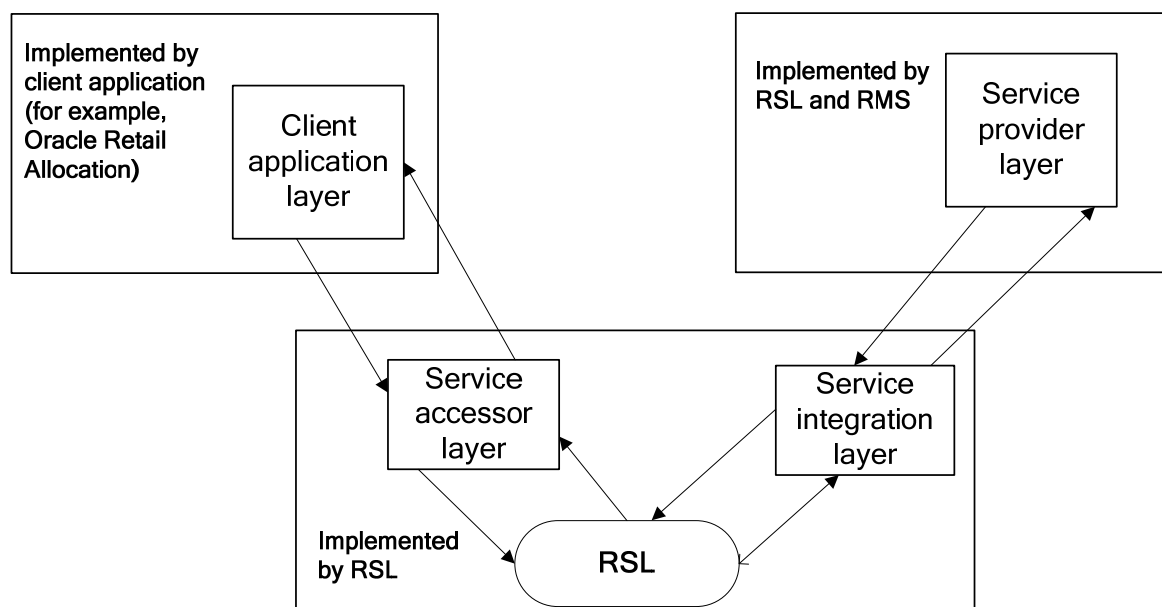 Implemented by
client application
(for example,
Oracle Retail
Allocation)
Client
application
layer
Implemented by
RSL and RMS
Service
provider
layer
Service
accessor
layer
Service
integration
layer
Implemented
by RSL
RSL